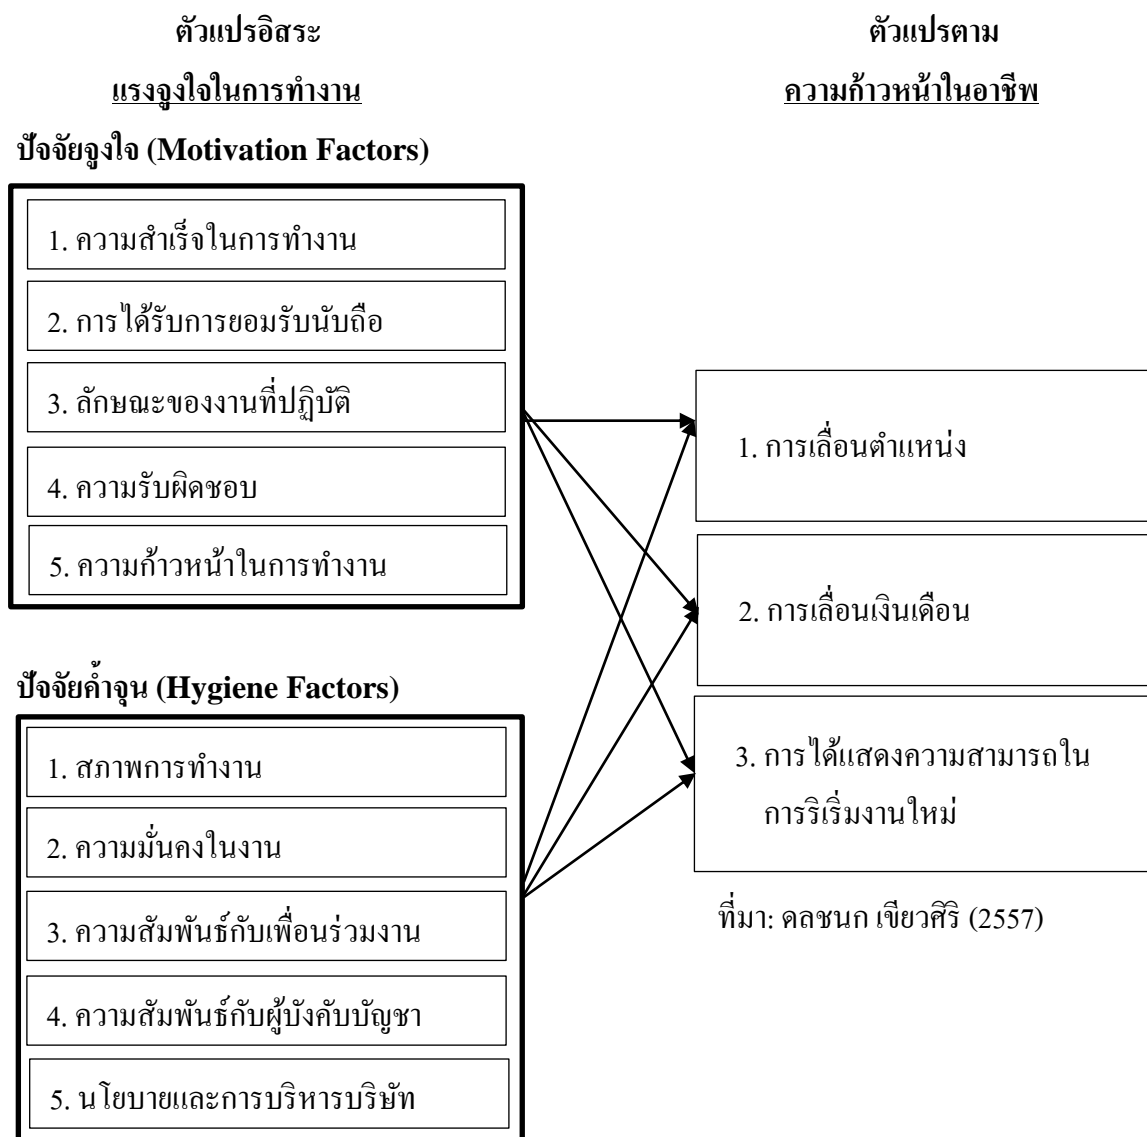 ตัวแปรอิสระ
แรงจูงใจในการทำงาน
ปัจจัยจูงใจ (Motivation Factors)
1. ความสำเร็จในการทำงาน
2. การได้รับการยอมรับนับถือ
3. ลักษณะของงานที่ปฏิบัติ
4. ความรับผิดชอบ
5. ความก้าวหน้าในการทำงาน
ปัจจัยค้ำจุน (Hygiene Factors)
1. สภาพการทำงาน
2. ความมั่นคงในงาน
3. ความสัมพันธ์กับเพื่อนร่วมงาน
4. ความสัมพันธ์กับผู้บังคับบัญชา
5. นโยบายและการบริหารบริษัท
ตัวแปรตาม
ความก้าวหน้าในอาชีพ
1. การเลื่อนตำแหน่ง
2. การเลื่อนเงินเดือน
3. การได้แสดงความสามารถใน
การริเริ่มงานใหม่
ที่มา: ดลชนก เขียวศิริ (2557)